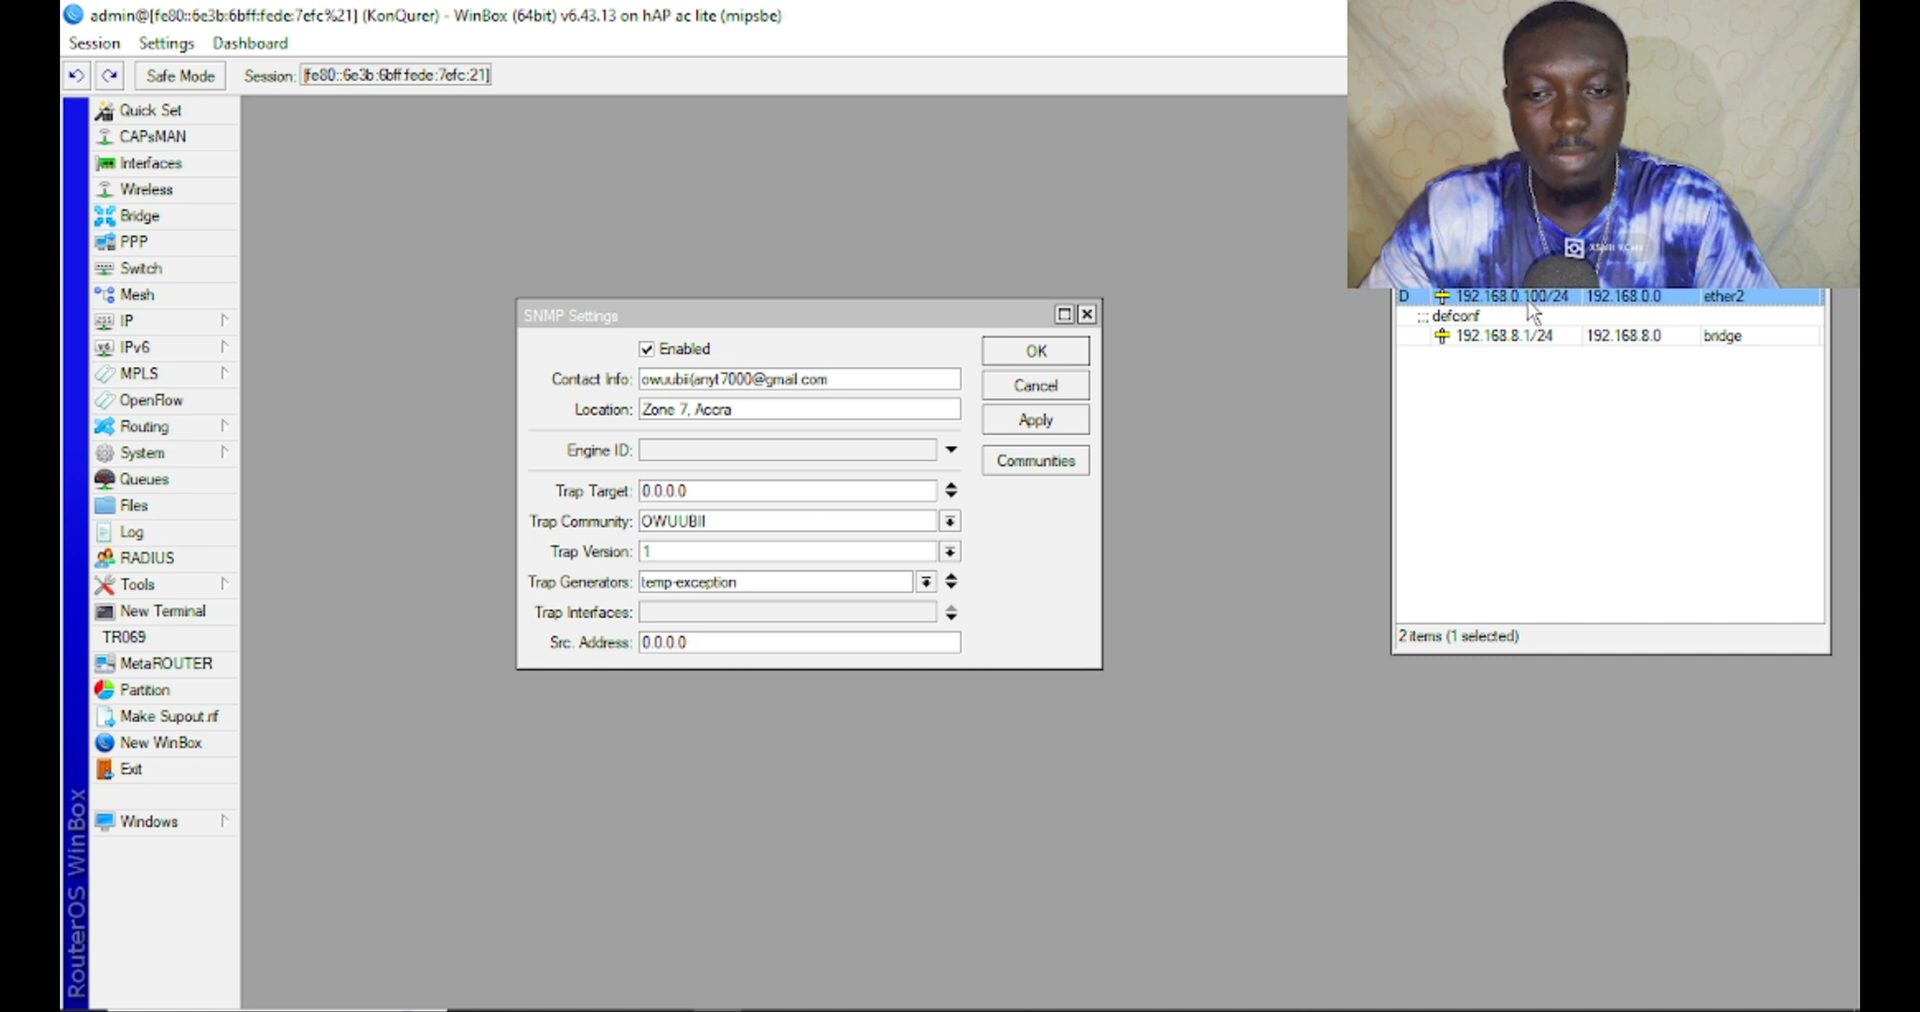 admin@[fe80::6e3b:6bff:fede:7efc%21] (KonQurer) - WinBox (64bit) v6.43.13 on hAP ac lite (mipsbe)
Session Settings Dashboard
Safe Mode Session: [fe80::6e3b:6bff:fede:7efc:21]
Quick Set
CAPsMAN
Interfaces
Wireless
Bridge
PPP
Switch
Mesh
IP
IPv6
MPLS
OpenFlow
Routing
System
Queues
Files
Log
RADIUS
Tools
New Terminal
TR069
MetaROUTER
Partition
Make Supout.rif
New WinBox
Exit
Windows
RouterOS WinBox
SNMP Settings
Enabled
Contact Info: owuubii(anyt7000@gmail.com
Location: Zone 7, Accra
Engine ID:
Trap Target: 0.0.0.0
Trap Community: OWUUBII
Trap Version: 1
Trap Generators: temp-exception
Trap Interfaces:
Src. Address: 0.0.0.0
OK
Cancel
Apply
Communities
D 192.168.0.100/24 192.168.0.0 ether2
::: defconf
192.168.8.1/24 192.168.8.0 bridge
2 items (1 selected)